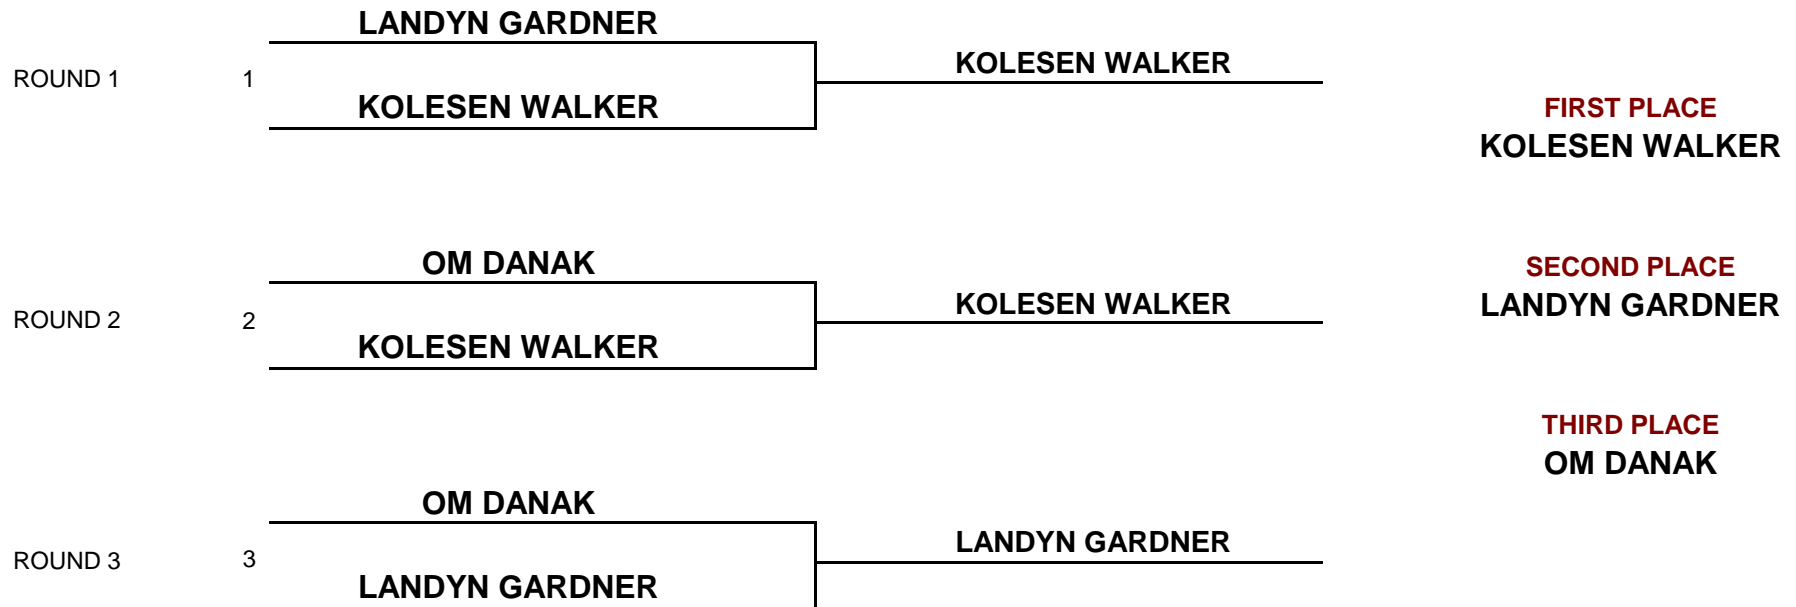 LANDYN GARDNER
ROUND 1
1
KOLESEN WALKER
KOLESEN WALKER
FIRST PLACE
KOLESEN WALKER
OM DANAK
ROUND 2
2
KOLESEN WALKER
KOLESEN WALKER
SECOND PLACE
LANDYN GARDNER
THIRD PLACE
OM DANAK
OM DANAK
ROUND 3
3
LANDYN GARDNER
LANDYN GARDNER